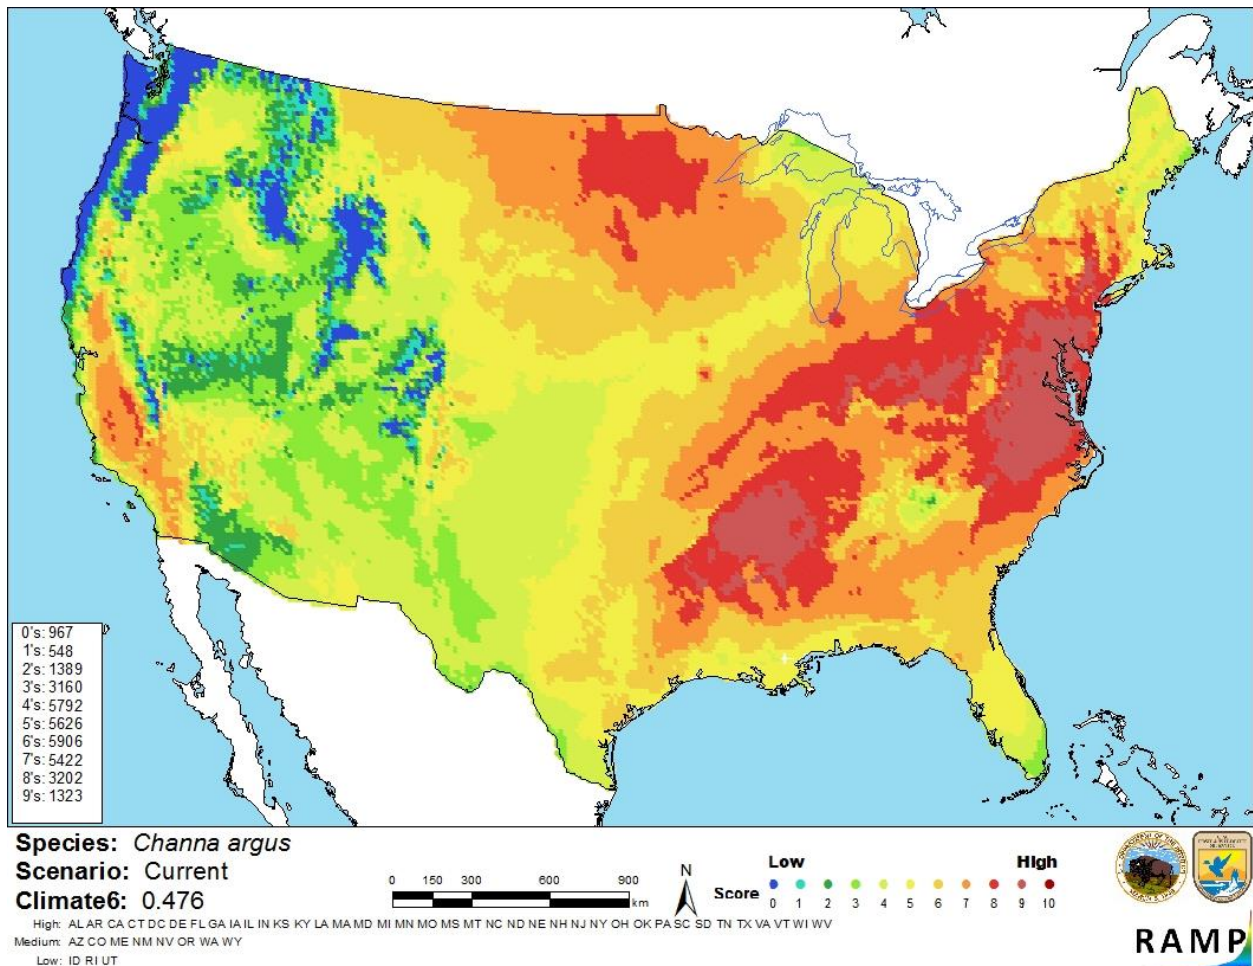 0's: 967
1's: 548
2's: 1389
3's: 3160
4's: 5792
5's: 5626
6's: 5906
7's: 5422
8's: 3202
9's: 1323
Species: Channa argus
Scenario: Current
Climate6: 0.476
High: AL AR CA CT DC DE FL GA IA IL IN KS KY LA MA MD MI MN MO MS MT NC ND NE NH NJ NY OH OK PA SC SD TN TX VA VT WI WV
Medium: AZ CO ME NM NV OR WA WY
Low: ID RI UT
0 150 300 600 900
km
N
Low High
Score 0 1 2 3 4 5 6 7 8 9 10
RAMP